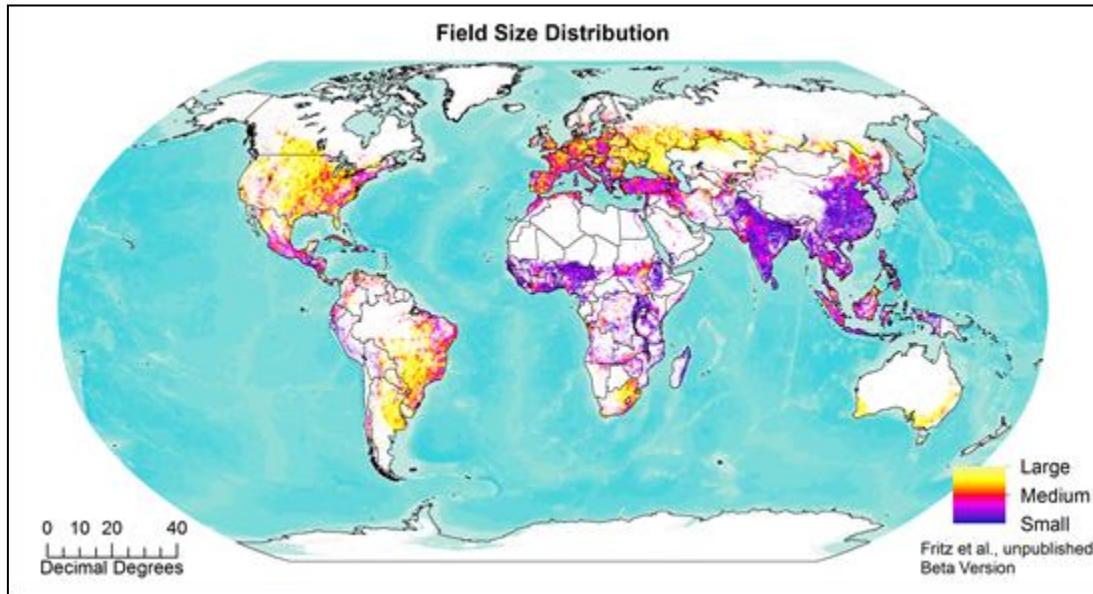 Field Size Distribution
Large
Medium
Small
0 10 20 40
Decimal Degrees
Fritz et al., unpublished
Beta Version